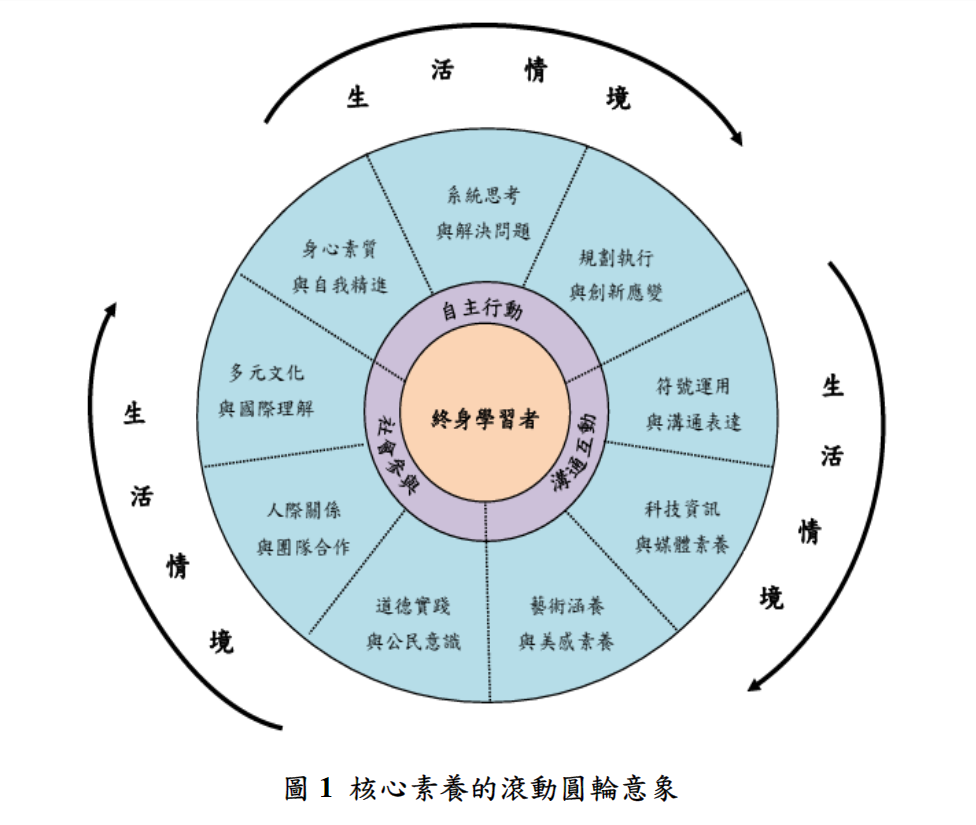 生活情境
系統思考
與解決問題
規劃執行
與創新應變
符號運用
與溝通表達
科技資訊
與媒體素養
藝術涵養
與美感素養
道德實踐
與公民意識
人際關係
與團隊合作
多元文化
與國際理解
身心素質
與自我精進
自主行動
溝通互動
社會參與
終身學習者
生活情境
生活情境
圖 1 核心素養的滾動圓輪意象